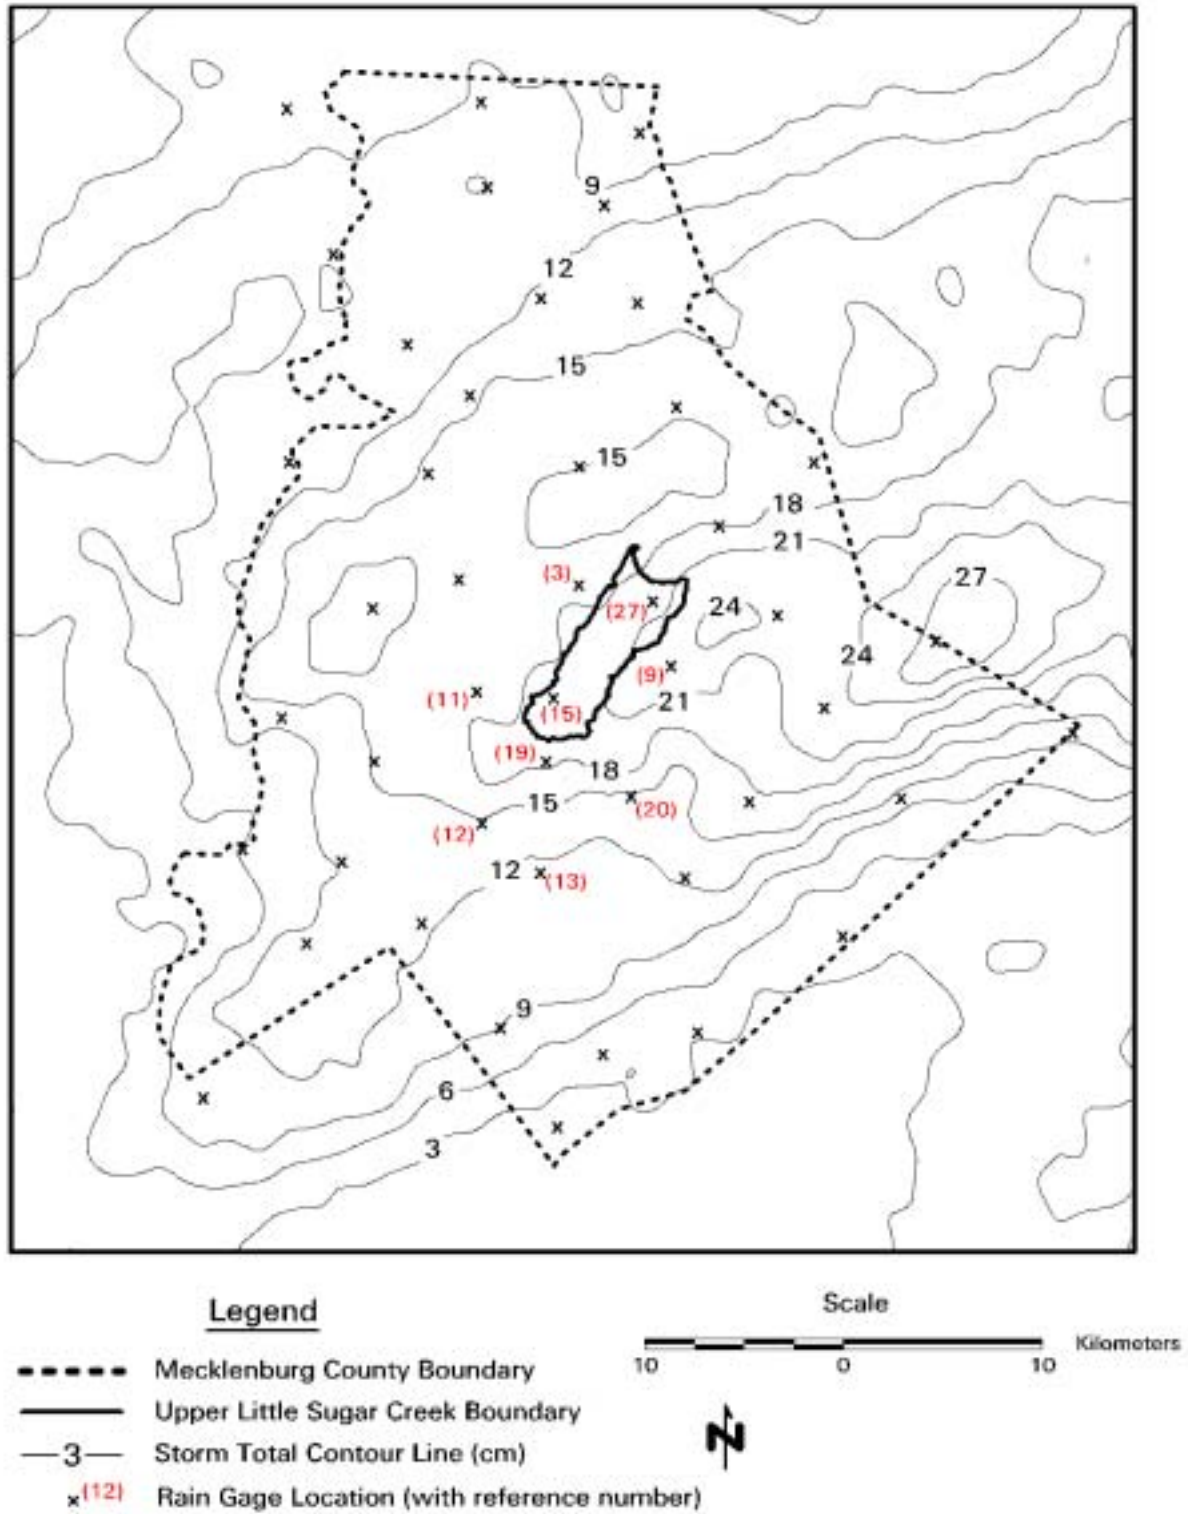 9
12
15
15
18
21
(3)
27
(27)
24
24
(9)
(11)
21
(15)
(19)
18
15
(20)
(12)
12
(13)
9
6
3
Legend
Scale
Kilometers
10 0 10
Mecklenburg County Boundary
Upper Little Sugar Creek Boundary
3 Storm Total Contour Line (cm)
N
x(12) Rain Gage Location (with reference number)